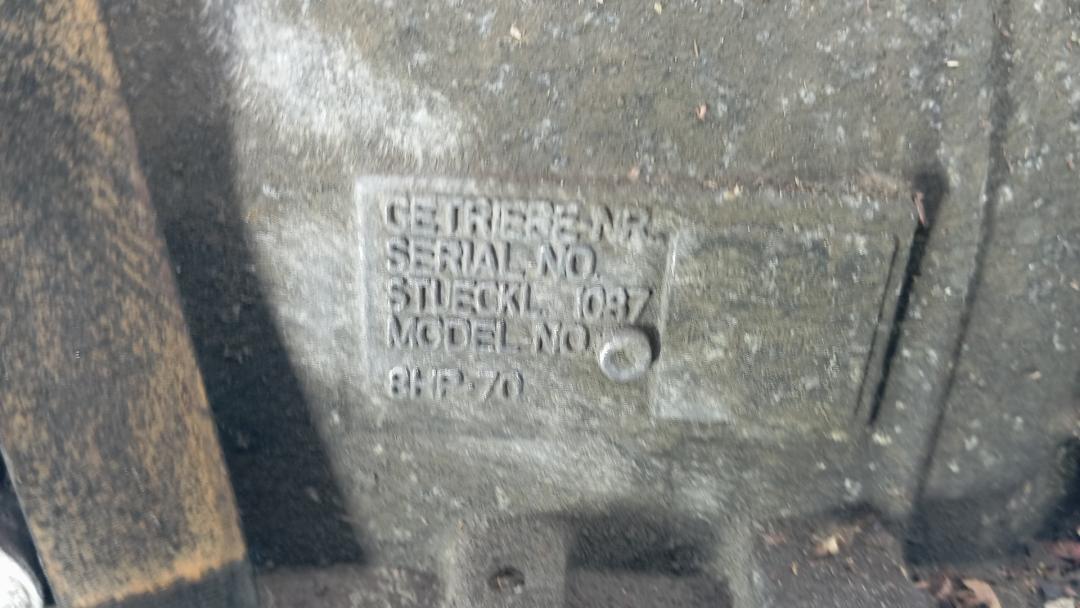 GETRIEBE-NR.
SERIAL-NO.
STUECKL. 1087
MODEL-NO.
8HP-70